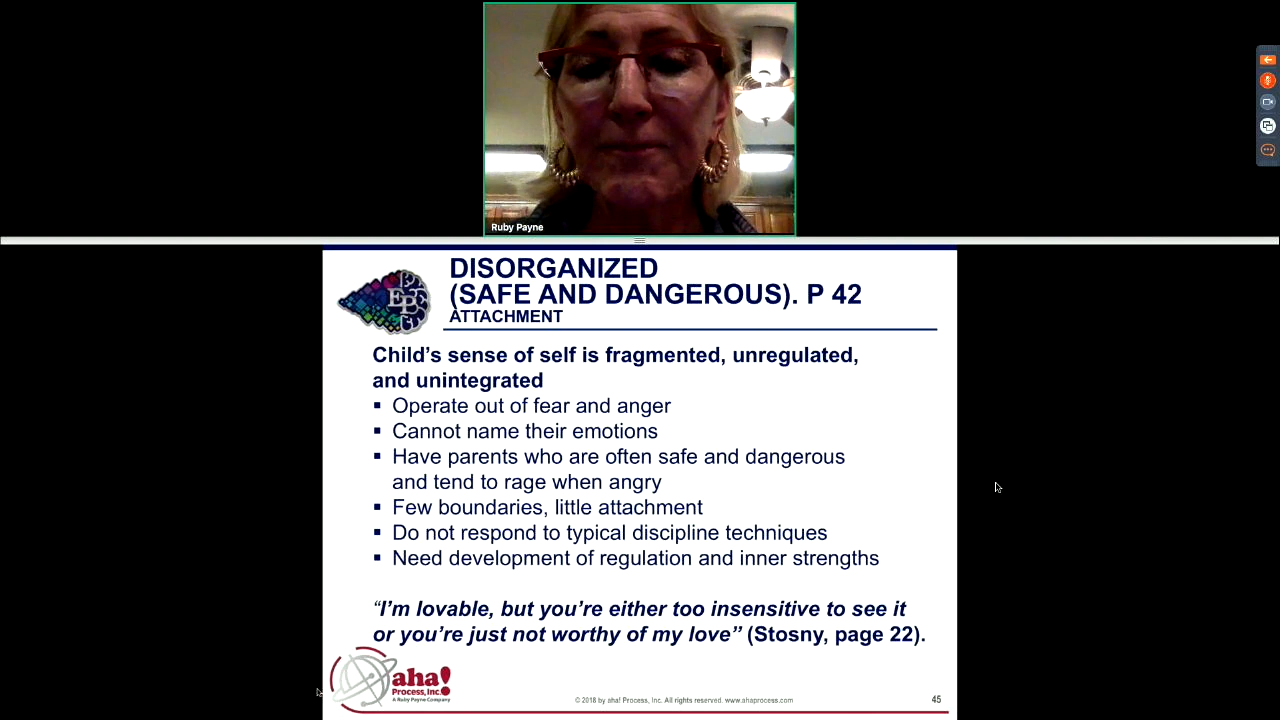 Ruby Payne
EPC
DISORGANIZED
(SAFE AND DANGEROUS). P 42
ATTACHMENT
Child’s sense of self is fragmented, unregulated,
and unintegrated
▪ Operate out of fear and anger
▪ Cannot name their emotions
▪ Have parents who are often safe and dangerous
and tend to rage when angry
▪ Few boundaries, little attachment
▪ Do not respond to typical discipline techniques
▪ Need development of regulation and inner strengths
“I’m lovable, but you’re either too insensitive to see it
or you’re just not worthy of my love” (Stosny, page 22).
aha!
Process, Inc.
A Ruby Payne Company
© 2018 by aha! Process, Inc. All rights reserved. www.ahaprocess.com
45